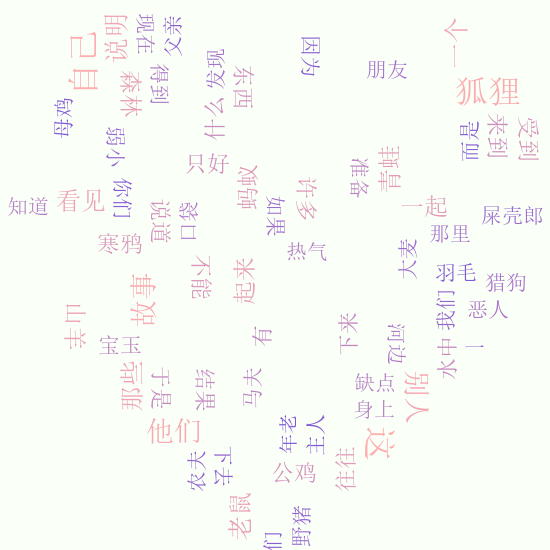 自己
说明
现在
父亲
森林
得到
什么
发现
东西
因为
朋友
一个
狐狸
而是
来到
受到
母鹿
弱小
只好
蚂蚁
准备
青蛙
知道
看见
你们
说道
口袋
如果
许多
一起
屎壳郎
那里
寒鸦
热气
大麦
羽毛
猎狗
不能
起来
故事
山羊
宝玉
有
下来
河边
我们
恶人
水中
一
那些
于是
结果
马夫
缺点
身上
别人
他们
农夫
下去
年老
主人
公鸡
往往
这
老鼠
们
野猪